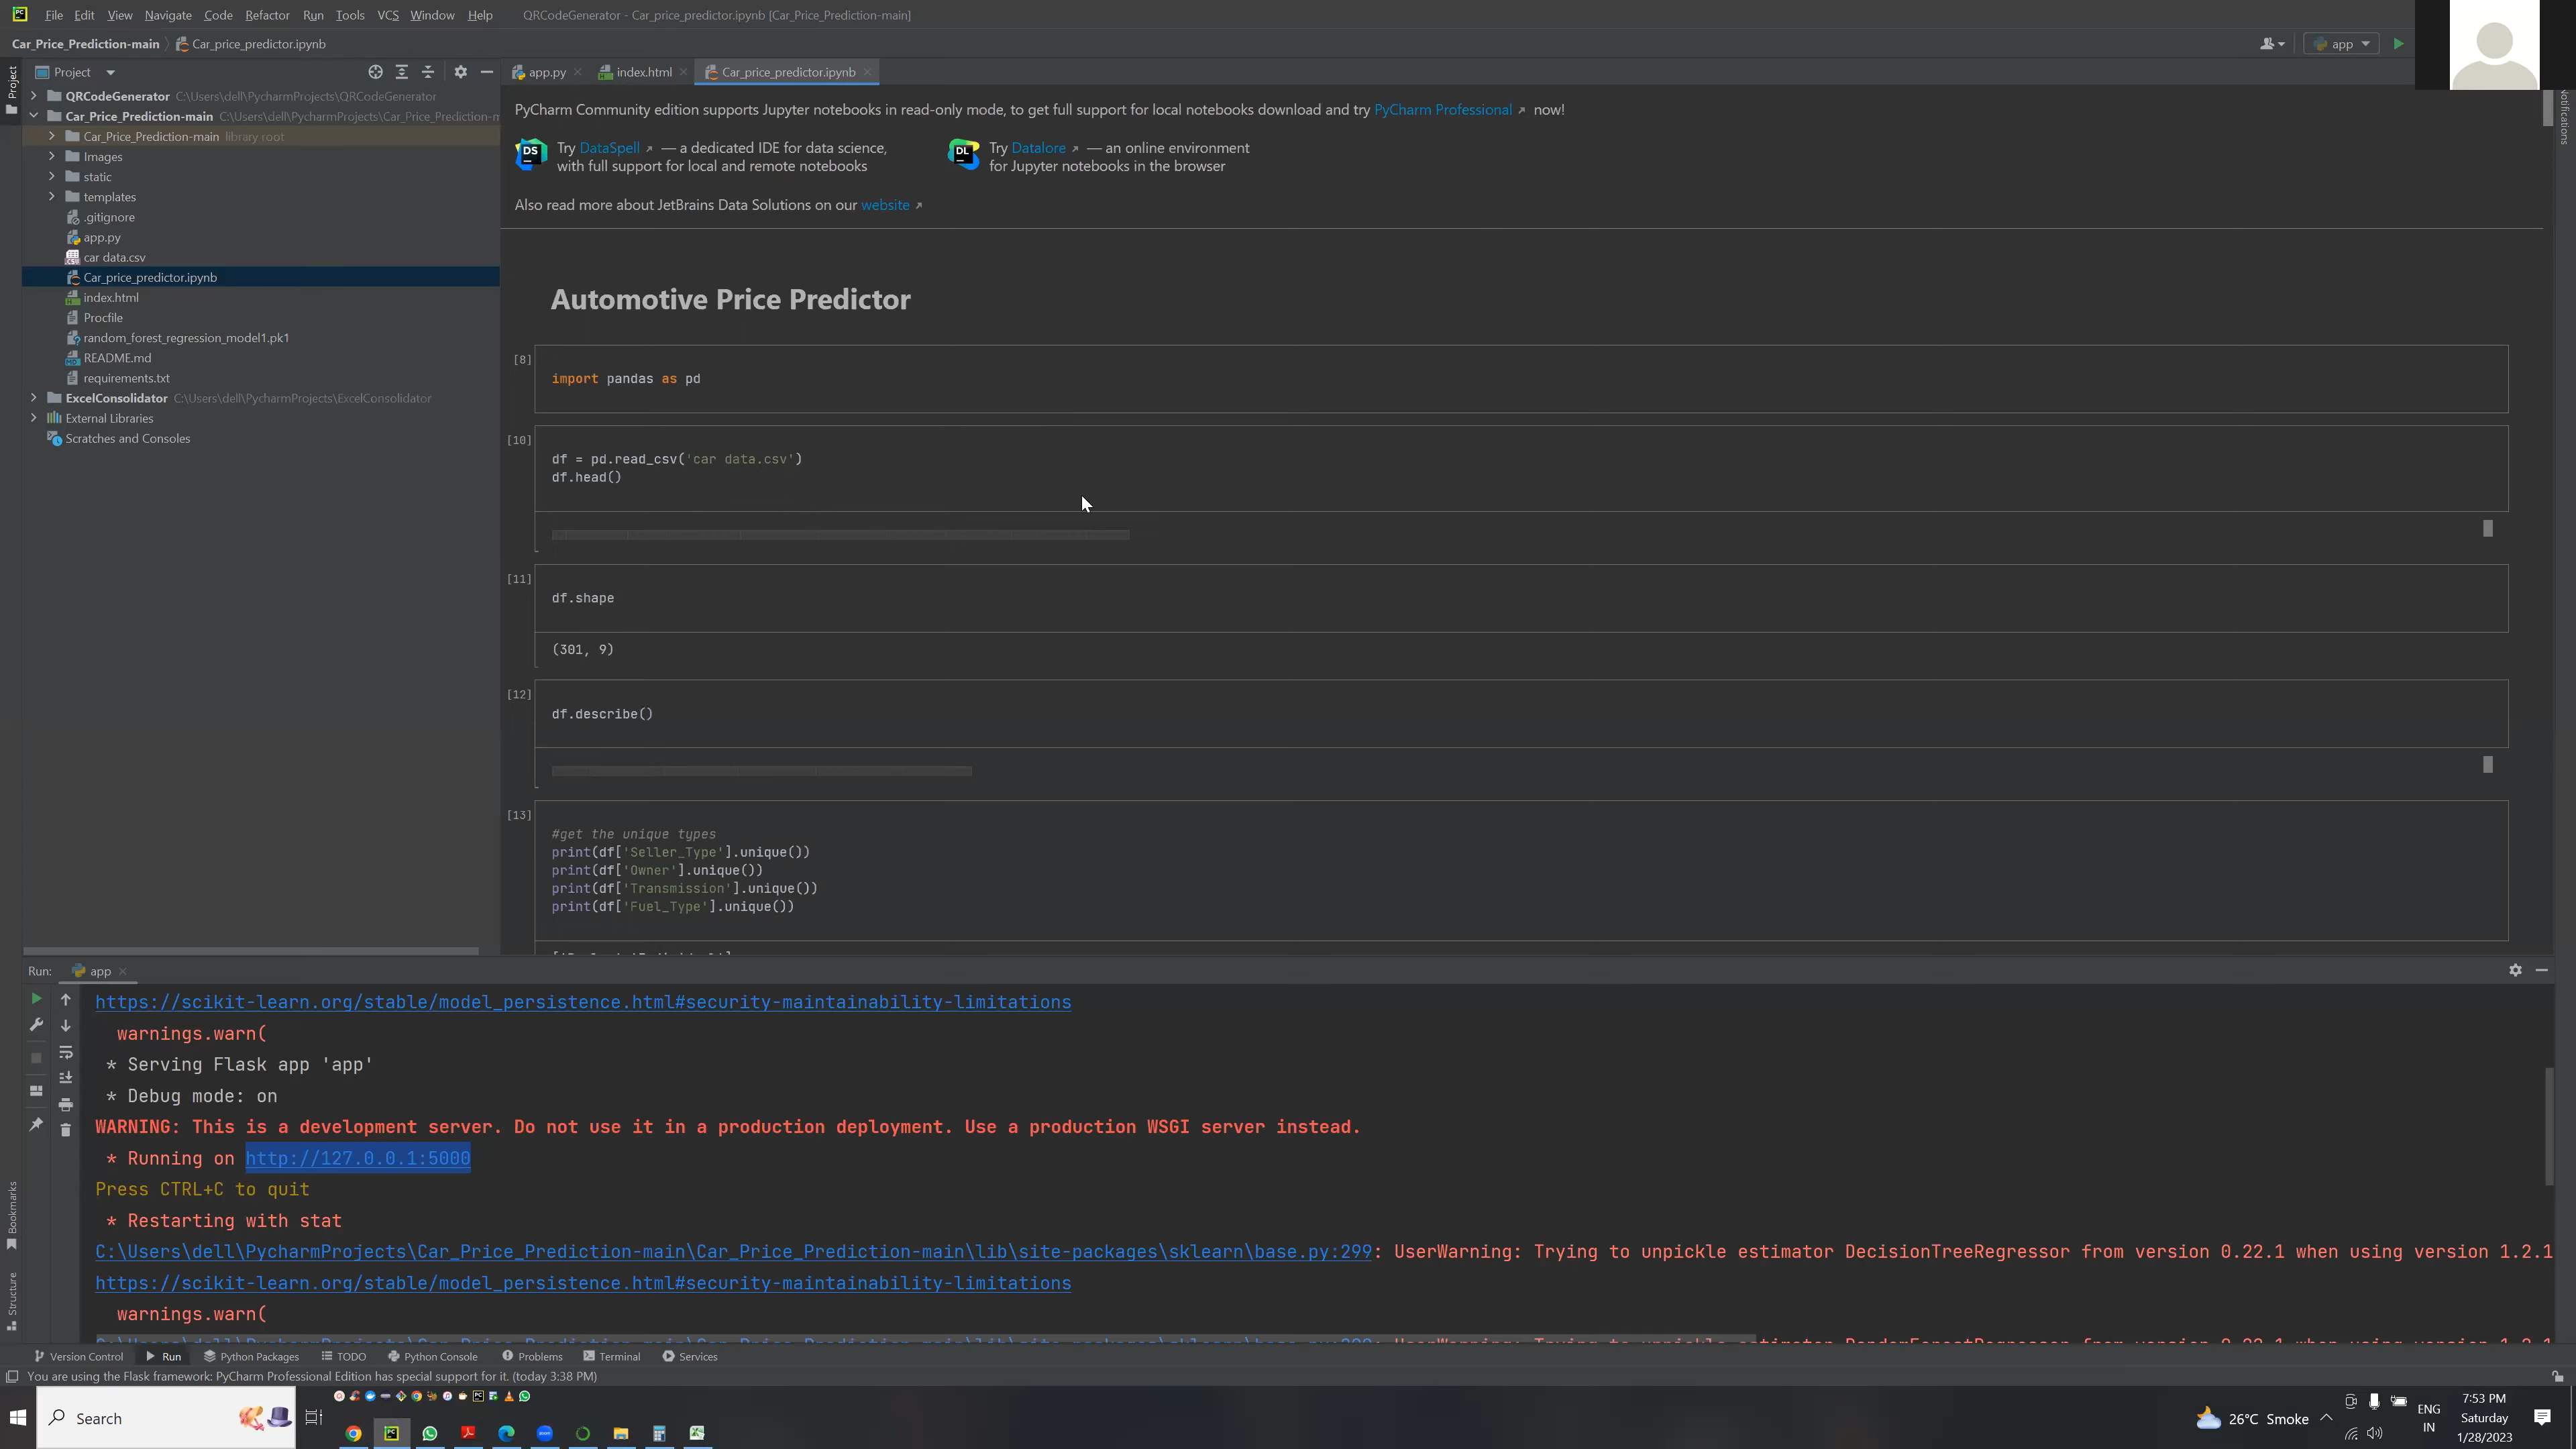 File Edit View Navigate Code Refactor Run Tools VCS Window Help QRCodeGenerator - Car_price_predictor.ipynb [Car_Price_Prediction-main]
Car_Price_Prediction-main Car_price_predictor.ipynb app
Project
Project
app.py index.html Car_price_predictor.ipynb
Notifications
QRCodeGenerator C:\Users\dell\PycharmProjects\QRCodeGenerator
Car_Price_Prediction-main C:\Users\dell\PycharmProjects\Car_Price_Prediction-m
Car_Price_Prediction-main library root
Images
static
templates
.gitignore
app.py
car data.csv
Car_price_predictor.ipynb
index.html
Procfile
random_forest_regression_model1.pk1
README.md
requirements.txt
ExcelConsolidator C:\Users\dell\PycharmProjects\ExcelConsolidator
External Libraries
Scratches and Consoles
PyCharm Community edition supports Jupyter notebooks in read-only mode, to get full support for local notebooks download and try PyCharm Professional ↗ now!
DS Try DataSpell ↗ — a dedicated IDE for data science,
with full support for local and remote notebooks
DL Try Datalore ↗ — an online environment
for Jupyter notebooks in the browser
Also read more about JetBrains Data Solutions on our website ↗
Automotive Price Predictor
[8]
import pandas as pd
[10]
df = pd.read_csv('car data.csv')
df.head()
[11]
df.shape
(301, 9)
[12]
df.describe()
[13]
#get the unique types
print(df['Seller_Type'].unique())
print(df['Owner'].unique())
print(df['Transmission'].unique())
print(df['Fuel_Type'].unique())
Run: app
https://scikit-learn.org/stable/model_persistence.html#security-maintainability-limitations
warnings.warn(
* Serving Flask app 'app'
* Debug mode: on
WARNING: This is a development server. Do not use it in a production deployment. Use a production WSGI server instead.
* Running on http://127.0.0.1:5000
Press CTRL+C to quit
* Restarting with stat
C:\Users\dell\PycharmProjects\Car_Price_Prediction-main\Car_Price_Prediction-main\lib\site-packages\sklearn\base.py:299: UserWarning: Trying to unpickle estimator DecisionTreeRegressor from version 0.22.1 when using version 1.2.1
https://scikit-learn.org/stable/model_persistence.html#security-maintainability-limitations
warnings.warn(
Bookmarks
Structure
Version Control Run Python Packages TODO Python Console Problems Terminal Services
You are using the Flask framework: PyCharm Professional Edition has special support for it. (today 3:38 PM)
Search
26°C Smoke
ENG
IN
7:53 PM
Saturday
1/28/2023